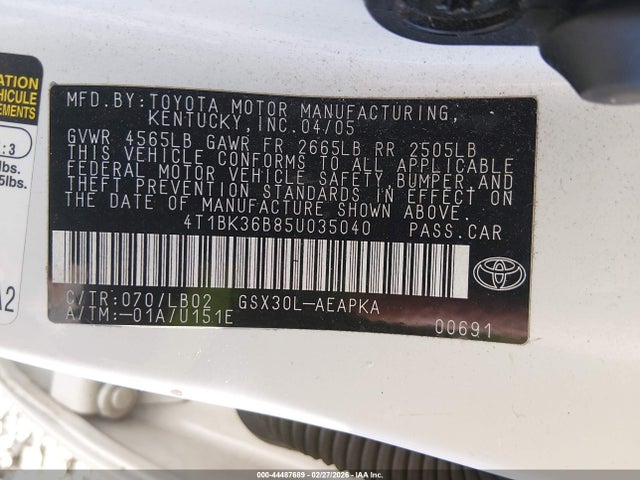 MFD.BY:TOYOTA MOTOR MANUFACTURING,
KENTUCKY,INC.04/05
GVWR 4565LB GAWR FR 2665LB RR 2505LB
THIS VEHICLE CONFORMS TO ALL APPLICABLE
FEDERAL MOTOR VEHICLE SAFETY, BUMPER,AND
THEFT PREVENTION STANDARDS IN EFFECT ON
THE DATE OF MANUFACTURE SHOWN ABOVE.
4T1BK36B85U035040 PASS.CAR
TOYOTA
C/TR:070/LB02 GSX30L-AEAPKA
A/TM:-01A/U151E
00691
ATION
VEHICULE
EMENTS
:3
lbs.
5lbs.
A2
000-44487689 | 02/27/2026 | IAA Inc.